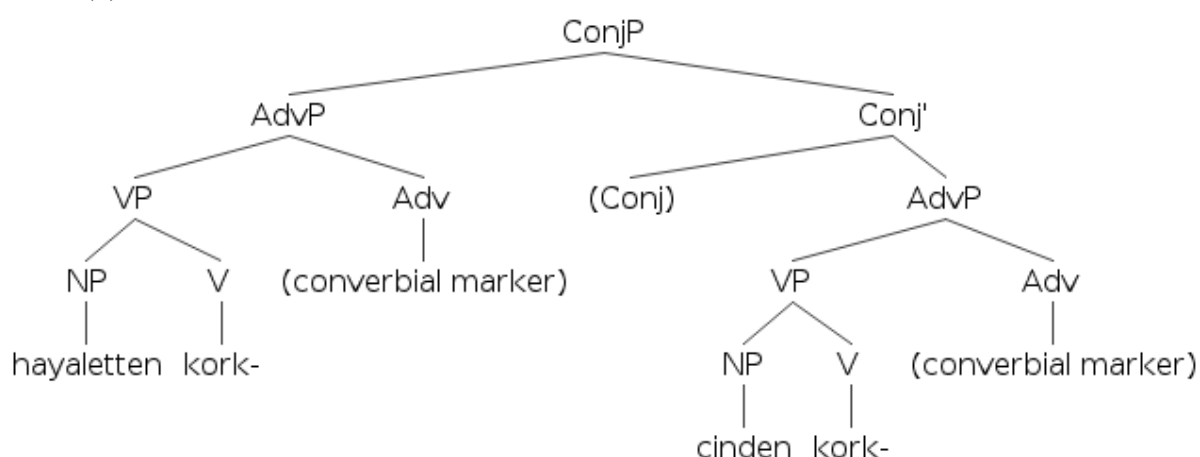 ConjP
AdvP Conj'
VP Adv (Conj) AdvP
NP V (converbial marker) VP Adv
hayaletten kork- NP V (converbial marker)
cinden kork-